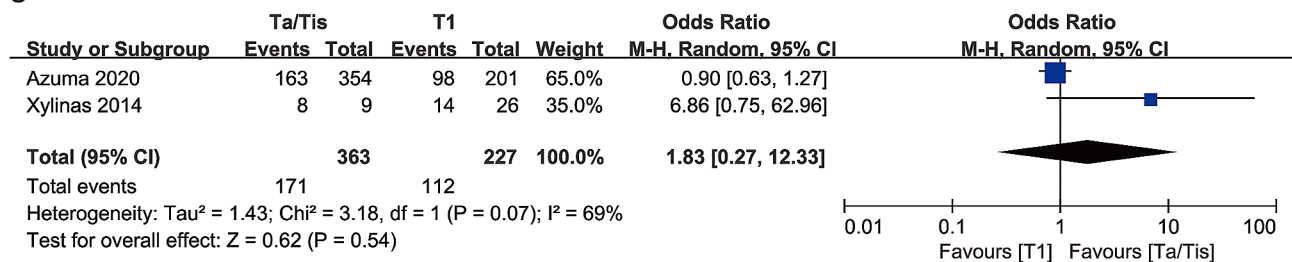 Ta/Tis T1 Odds Ratio Odds Ratio
Study or Subgroup Events Total Events Total Weight M-H, Random, 95% CI M-H, Random, 95% CI
Azuma 2020 163 354 98 201 65.0% 0.90 [0.63, 1.27]
Xylinas 2014 8 9 14 26 35.0% 6.86 [0.75, 62.96]
Total (95% CI) 363 227 100.0% 1.83 [0.27, 12.33]
Total events 171 112
Heterogeneity: Tau² = 1.43; Chi² = 3.18, df = 1 (P = 0.07); I² = 69%
Test for overall effect: Z = 0.62 (P = 0.54)
0.01 0.1 1 10 100
Favours [T1] Favours [Ta/Tis]